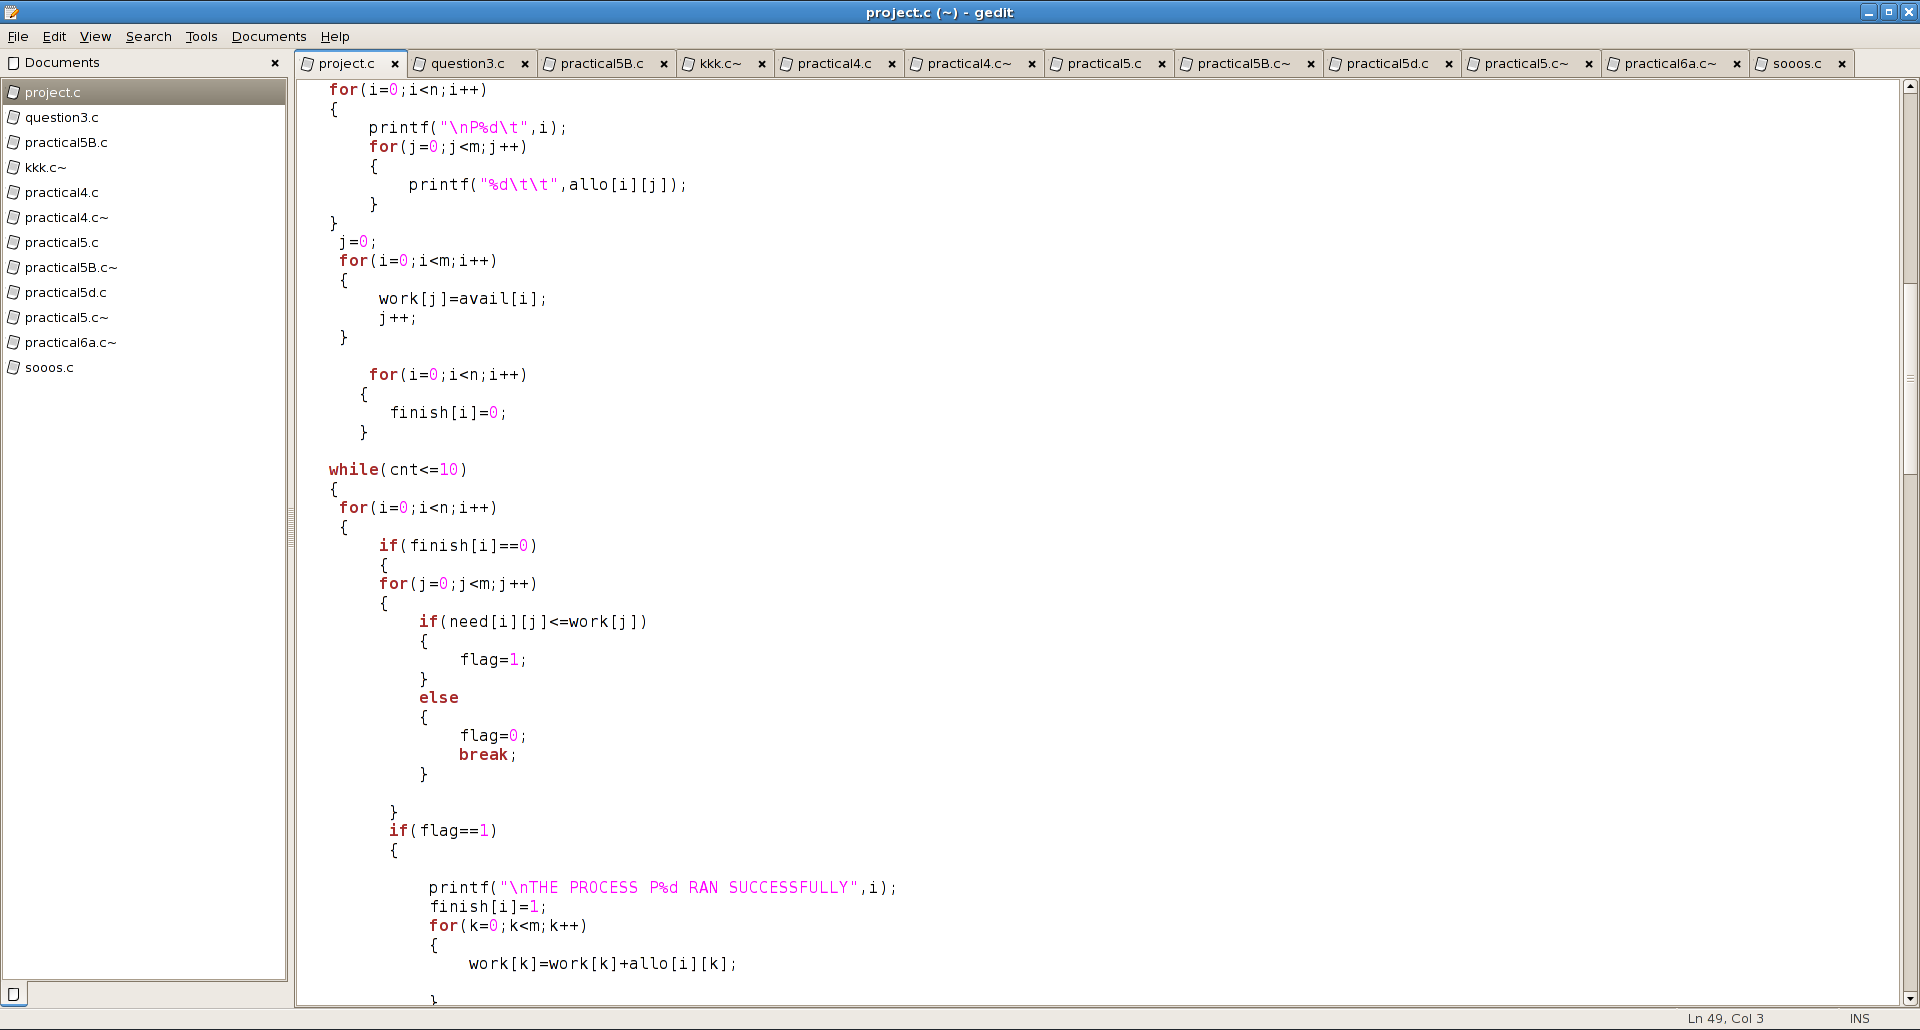 project.c (~) - gedit
File Edit View Search Tools Documents Help
Documents
project.c question3.c practical5B.c kkk.c~ practical4.c practical4.c~ practical5.c practical5B.c~ practical5d.c practical5.c~ practical6a.c~ sooos.c
project.c
question3.c
practical5B.c
kkk.c~
practical4.c
practical4.c~
practical5.c
practical5B.c~
practical5d.c
practical5.c~
practical6a.c~
sooos.c
for(i=0;i<n;i++)
{
printf("\nP%d\t",i);
for(j=0;j<m;j++)
{
printf("%d\t\t",allo[i][j]);
}
}
j=0;
for(i=0;i<m;i++)
{
work[j]=avail[i];
j++;
}
for(i=0;i<n;i++)
{
finish[i]=0;
}
while(cnt<=10)
{
for(i=0;i<n;i++)
{
if(finish[i]==0)
{
for(j=0;j<m;j++)
{
if(need[i][j]<=work[j])
{
flag=1;
}
else
{
flag=0;
break;
}
}
if(flag==1)
{
printf("\nTHE PROCESS P%d RAN SUCCESSFULLY",i);
finish[i]=1;
for(k=0;k<m;k++)
{
work[k]=work[k]+allo[i][k];
}
Ln 49, Col 3 INS